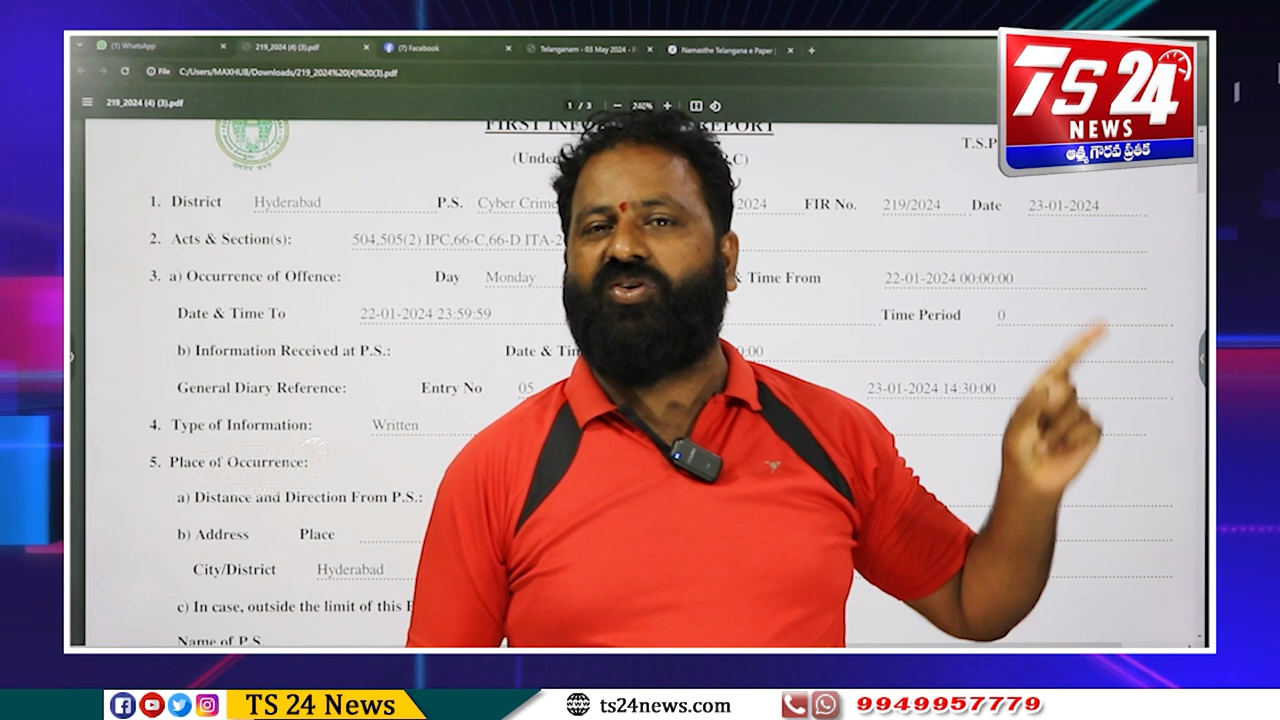 (1) WhatsApp
219_2024 (4) (3).pdf
(7) Facebook
Telanganam - 03 May 2024 -
Namasthe Telangana e Paper
File C:/Users/MAXHUB/Downloads/219_2024%20(4)%20(3).pdf
219_2024 (4) (3).pdf
1 / 3
240%
FIRST REPORT
T.S.P
1. District Hyderabad P.S. Cyber Crime 2024 FIR No. 219/2024 Date 23-01-2024
2. Acts & Section(s): 504,505(2) IPC,66-C,66-D
3. a) Occurrence of Offence: Day Monday & Time From 22-01-2024 00:00:00
Date & Time To 22-01-2024 23:59:59 Time Period 0
b) Information Received at P.S.: Date &
General Diary Reference: Entry No 05 23-01-2024 14:30:00
4. Type of Information: Written
5. Place of Occurrence:
a) Distance and Direction From P.S.:
b) Address Place
City/District Hyderabad
c) In case, outside the limit of this
Name of P.S
TS 24
NEWS
ఆత్మ గౌరవ ప్రతీక
TS 24 News
ts24news.com
9949957779